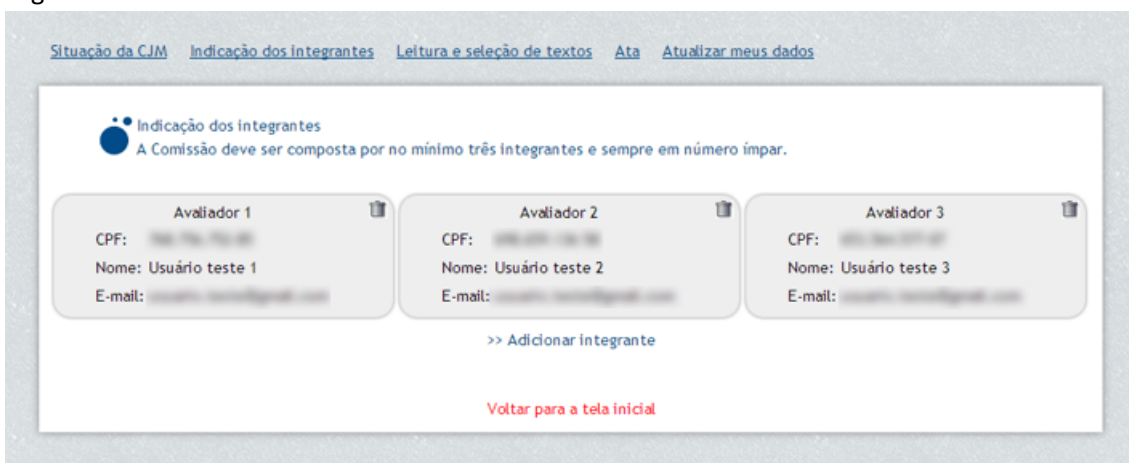 Situação da CJM Indicação dos integrantes Leitura e seleção de textos Ata Atualizar meus dados
Indicação dos integrantes
A Comissão deve ser composta por no mínimo três integrantes e sempre em número ímpar.
Avaliador 1
CPF:
Nome: Usuário teste 1
E-mail:
Avaliador 2
CPF:
Nome: Usuário teste 2
E-mail:
Avaliador 3
CPF:
Nome: Usuário teste 3
E-mail:
>> Adicionar integrante
Voltar para a tela inicial